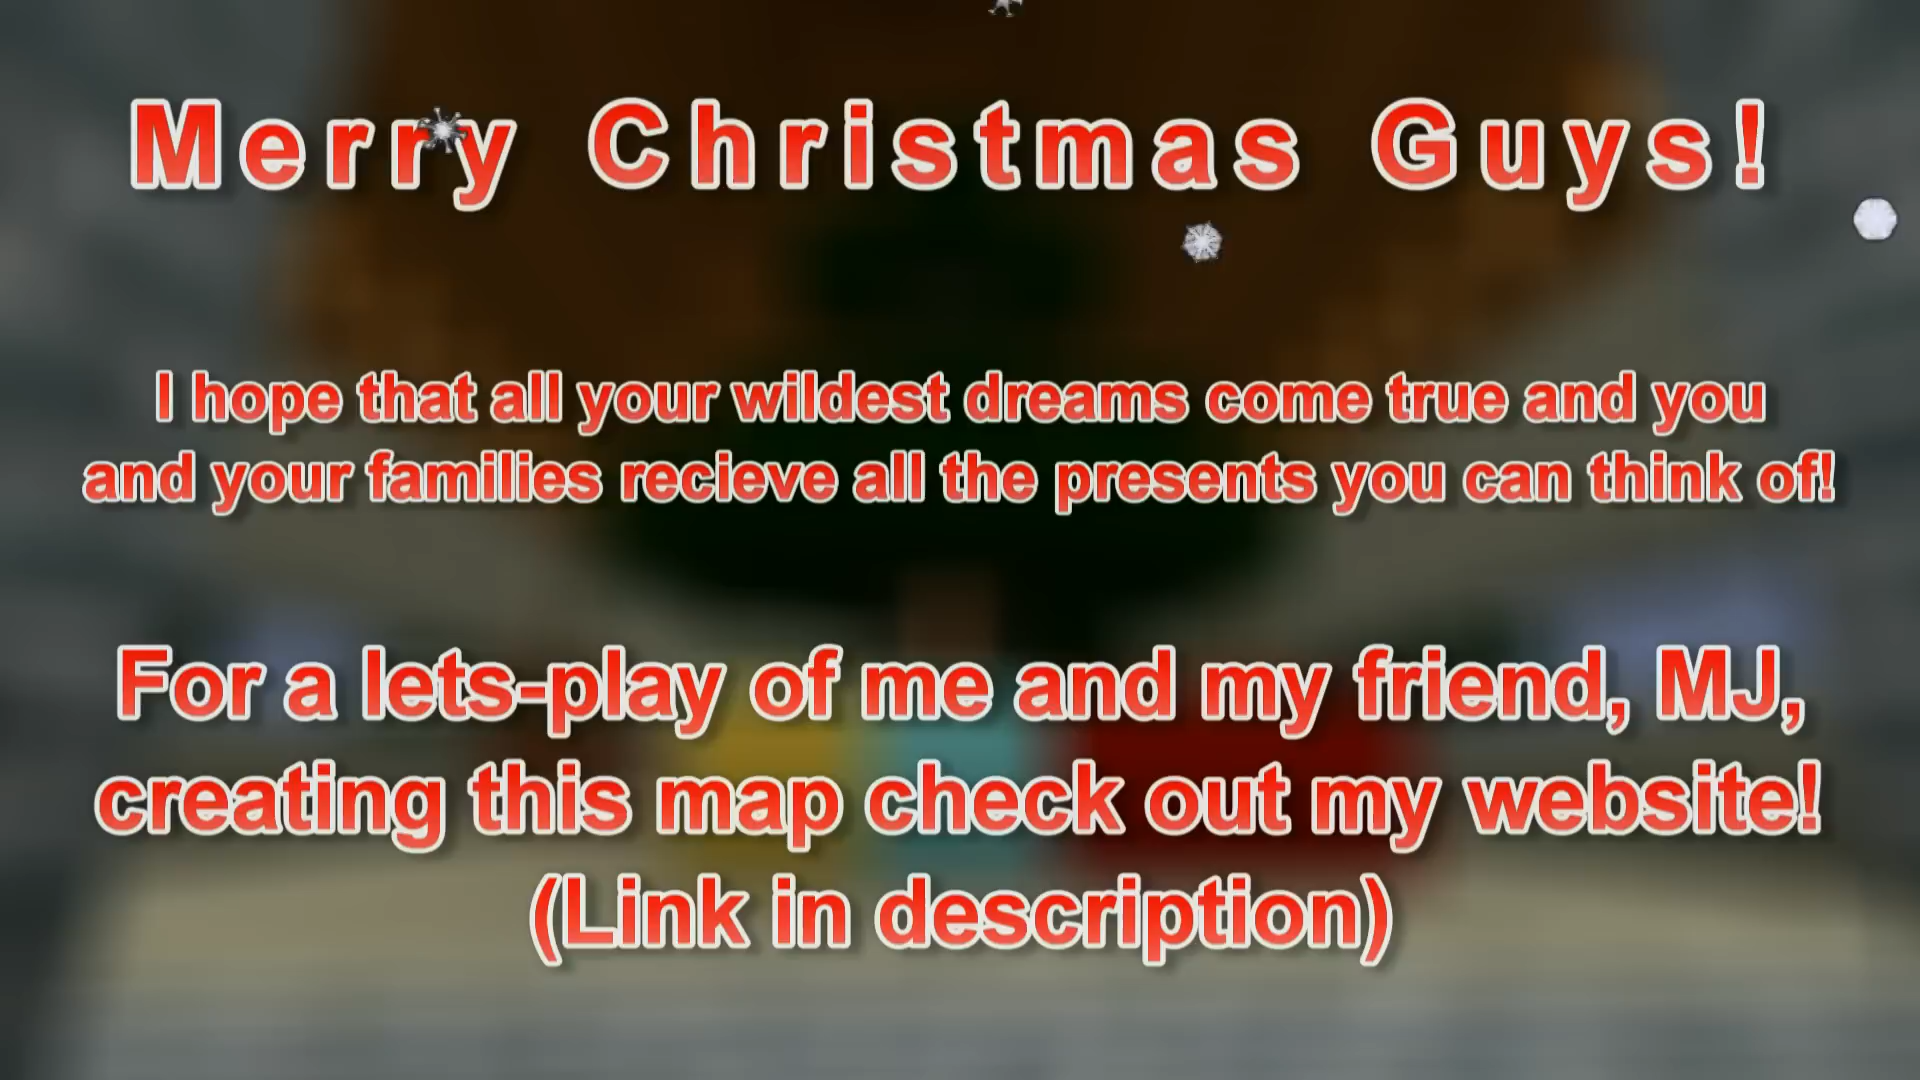 Merry Christmas Guys!
I hope that all your wildest dreams come true and you
and your families recieve all the presents you can think of!
For a lets-play of me and my friend, MJ,
creating this map check out my website!
(Link in description)